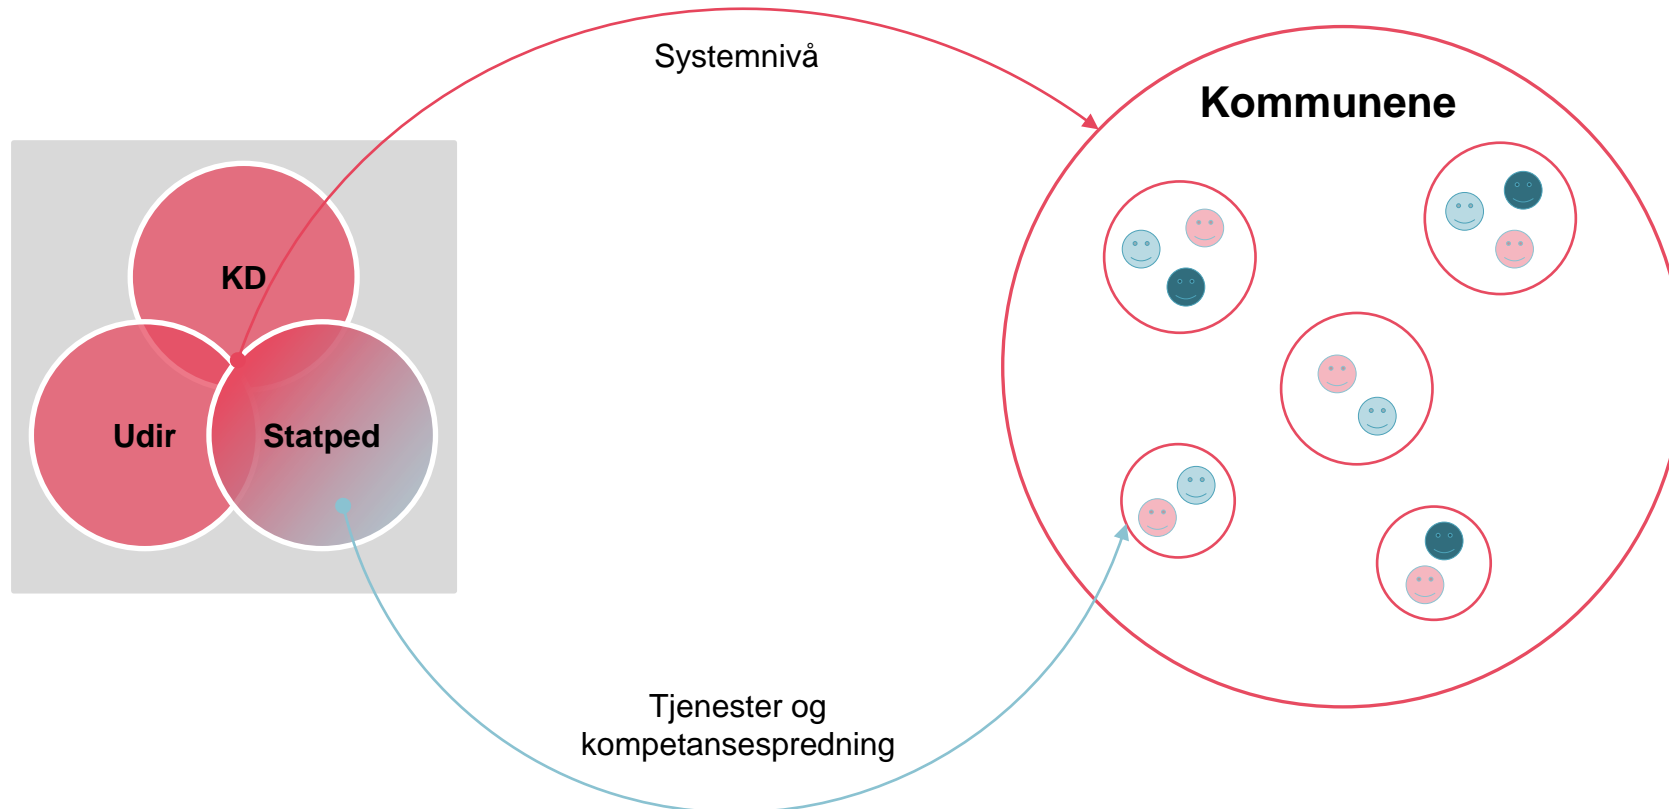 Systemnivå
Kommunene
KD
Udir
Statped
Tjenester og
kompetansespredning